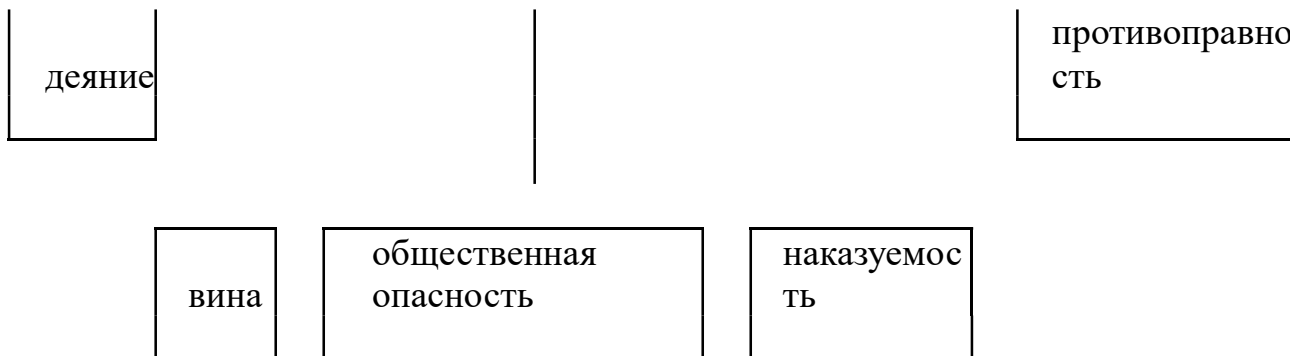 деяние
противоправно
сть
вина
общественная
опасность
наказуемос
ть